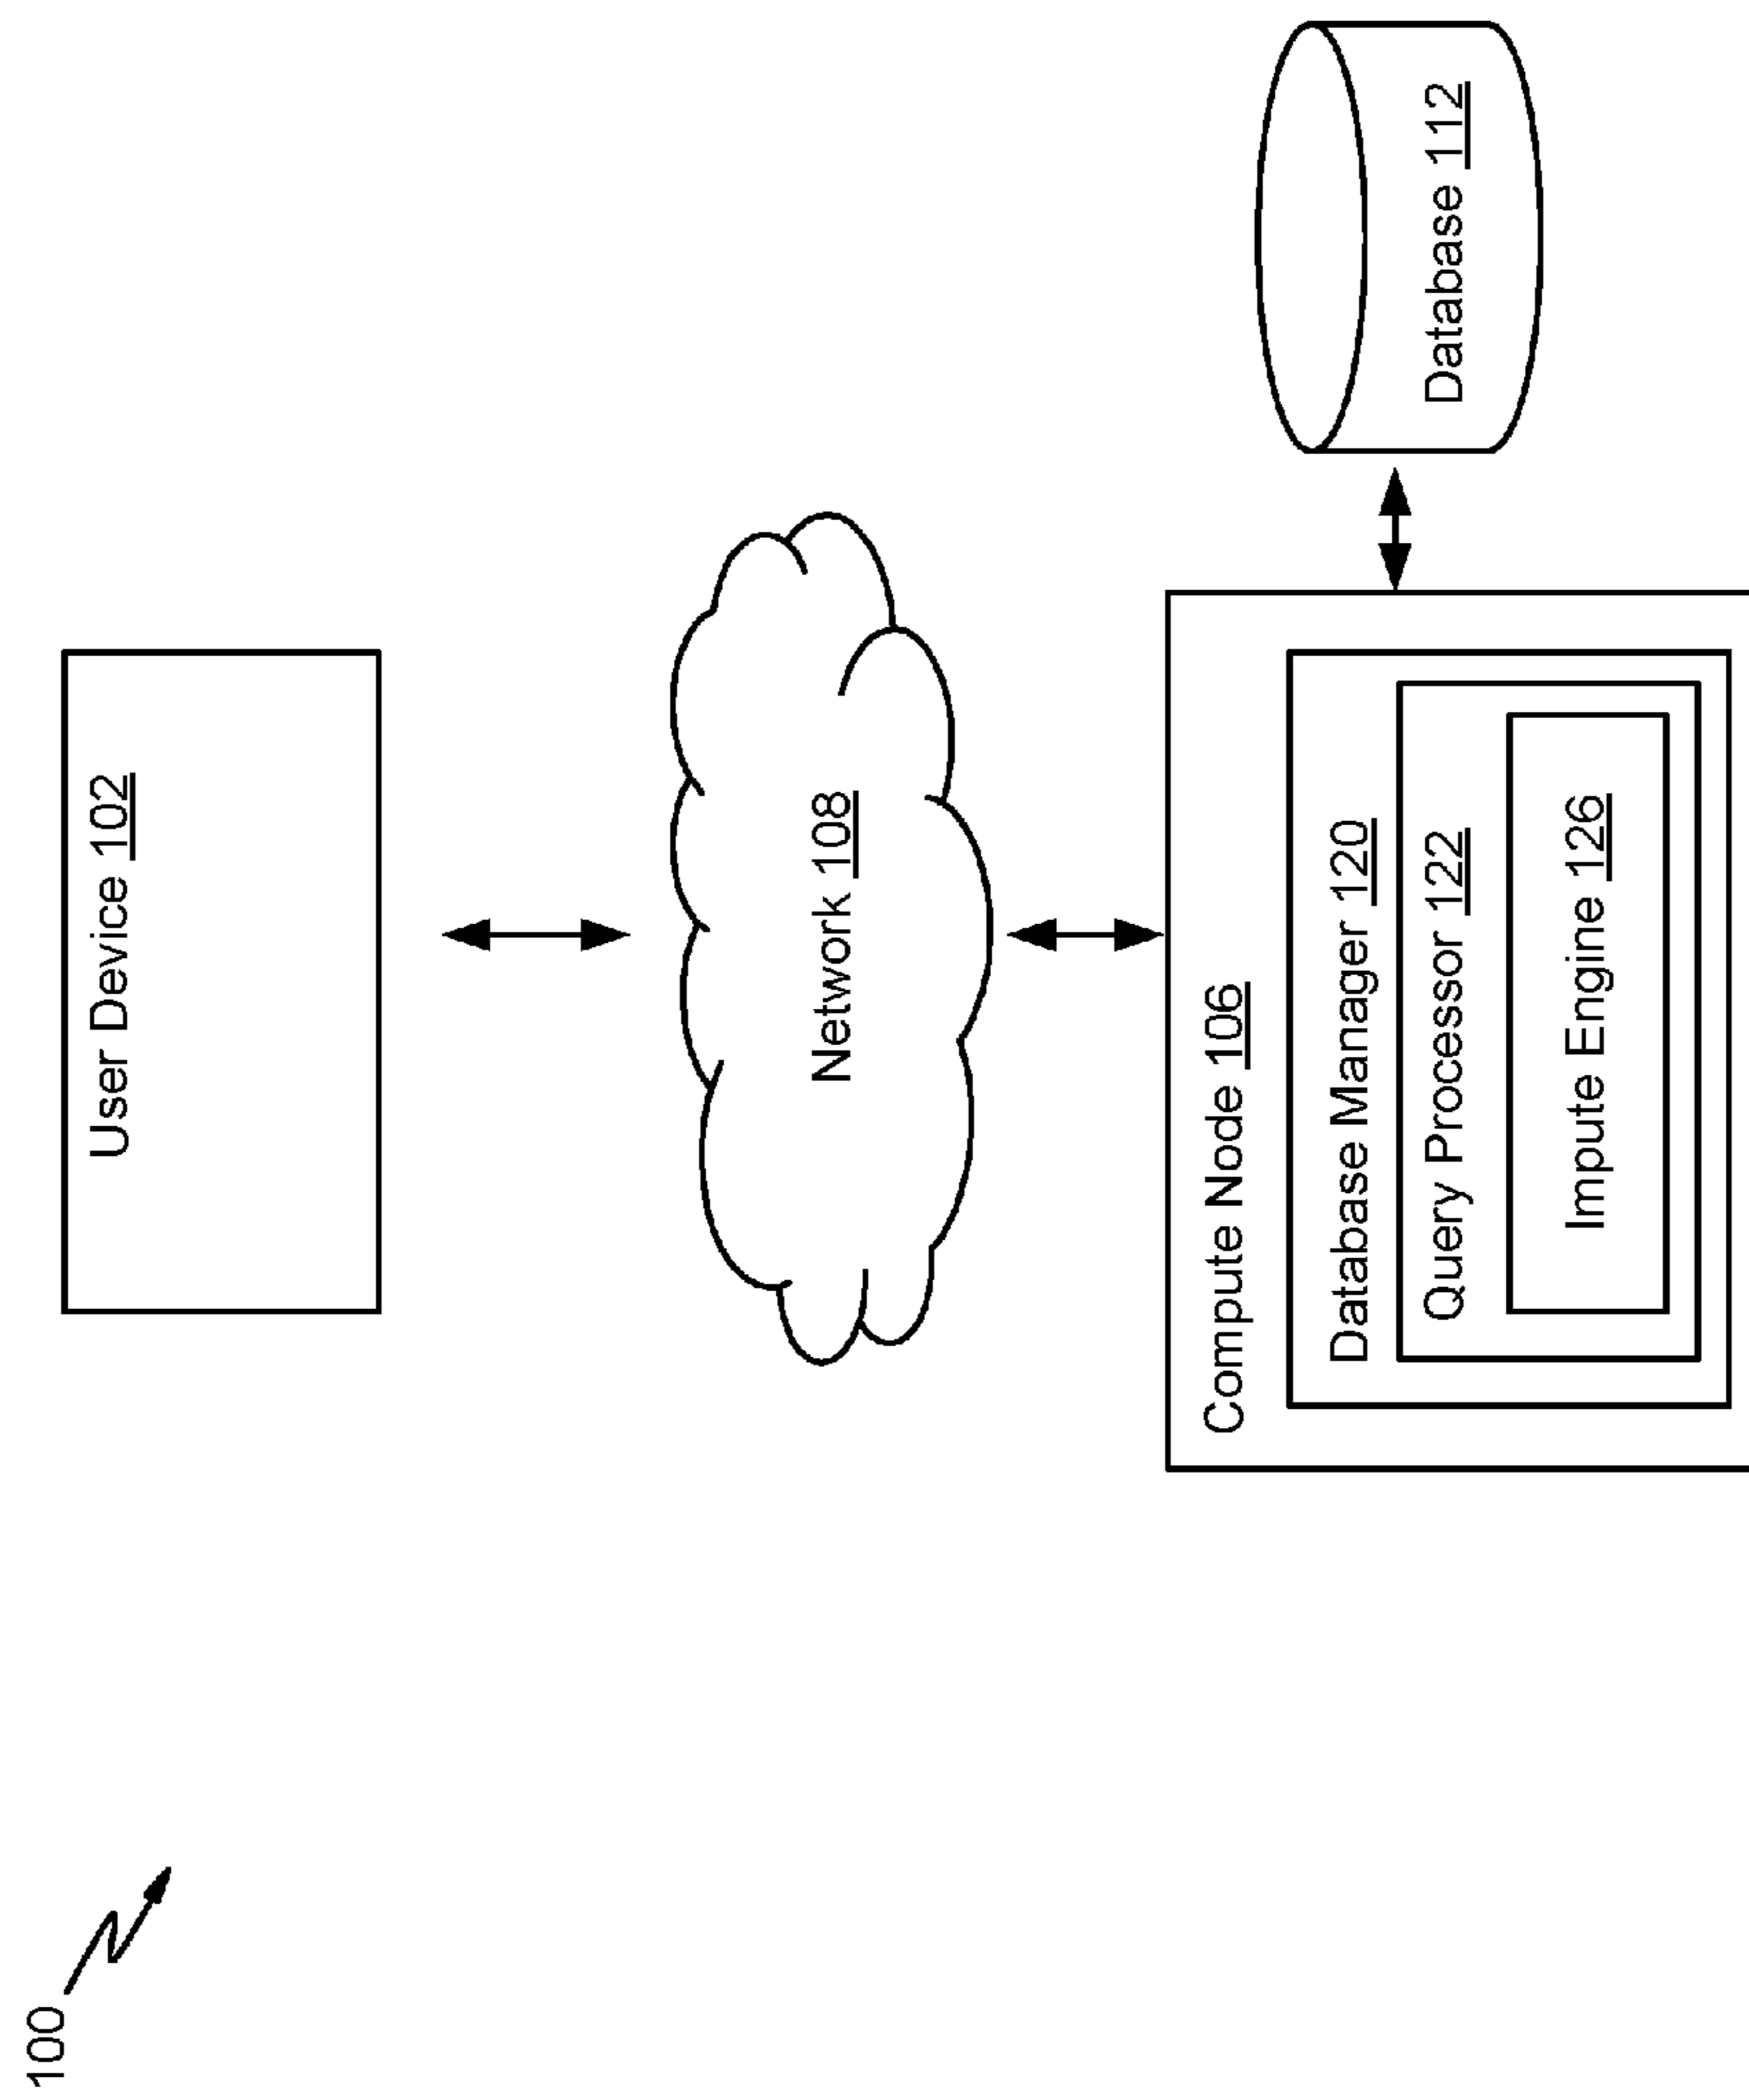 100
User Device 102
Network 108
Compute Node 106
Database Manager 120
Query Processor 122
Impute Engine 126
Database 112